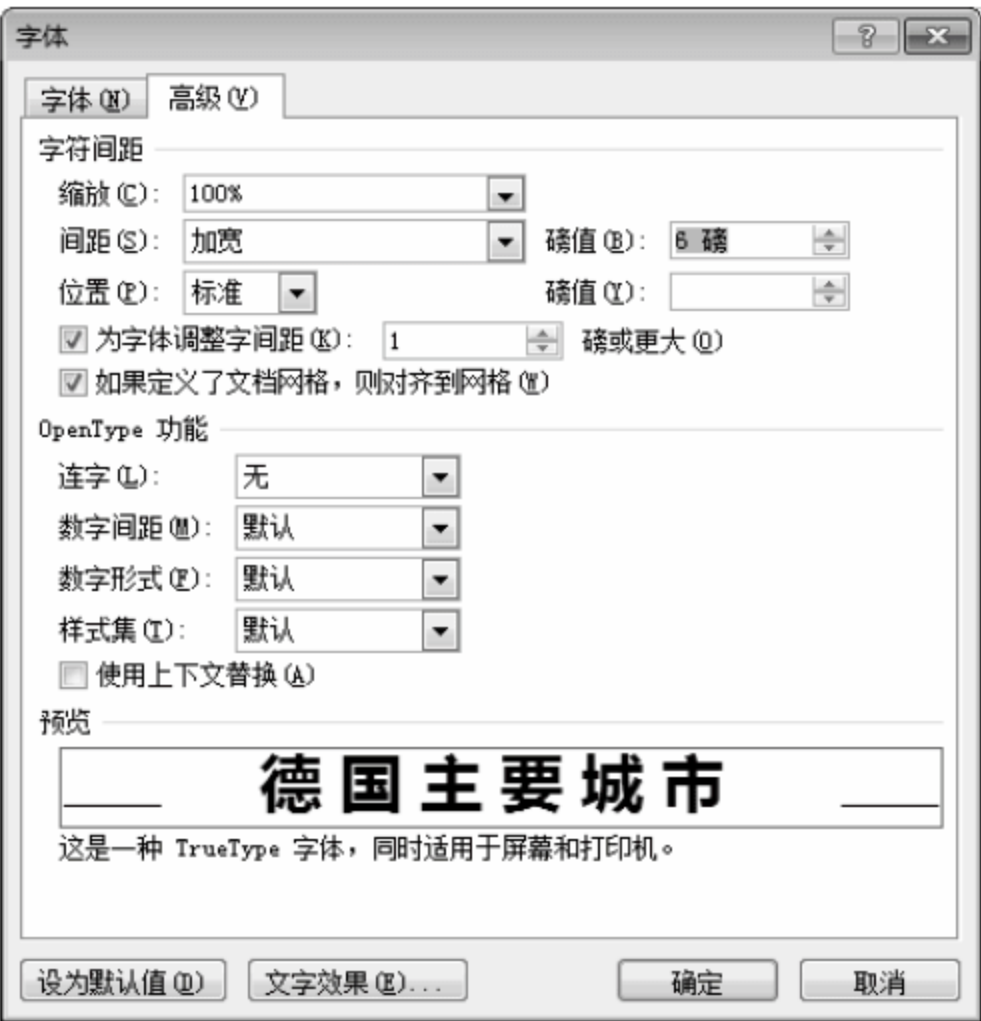 字体
字体(N) 高级(V)
字符间距
缩放(C): 100%
间距(S): 加宽 磅值(B): 6 磅
位置(P): 标准 磅值(Y):
为字体调整字间距(K): 1 磅或更大(O)
如果定义了文档网格，则对齐到网格(W)
OpenType 功能
连字(L): 无
数字间距(M): 默认
数字形式(F): 默认
样式集(T): 默认
使用上下文替换(A)
预览
德国主要城市
这是一种 TrueType 字体，同时适用于屏幕和打印机。
设为默认值(D) 文字效果(E)... 确定 取消